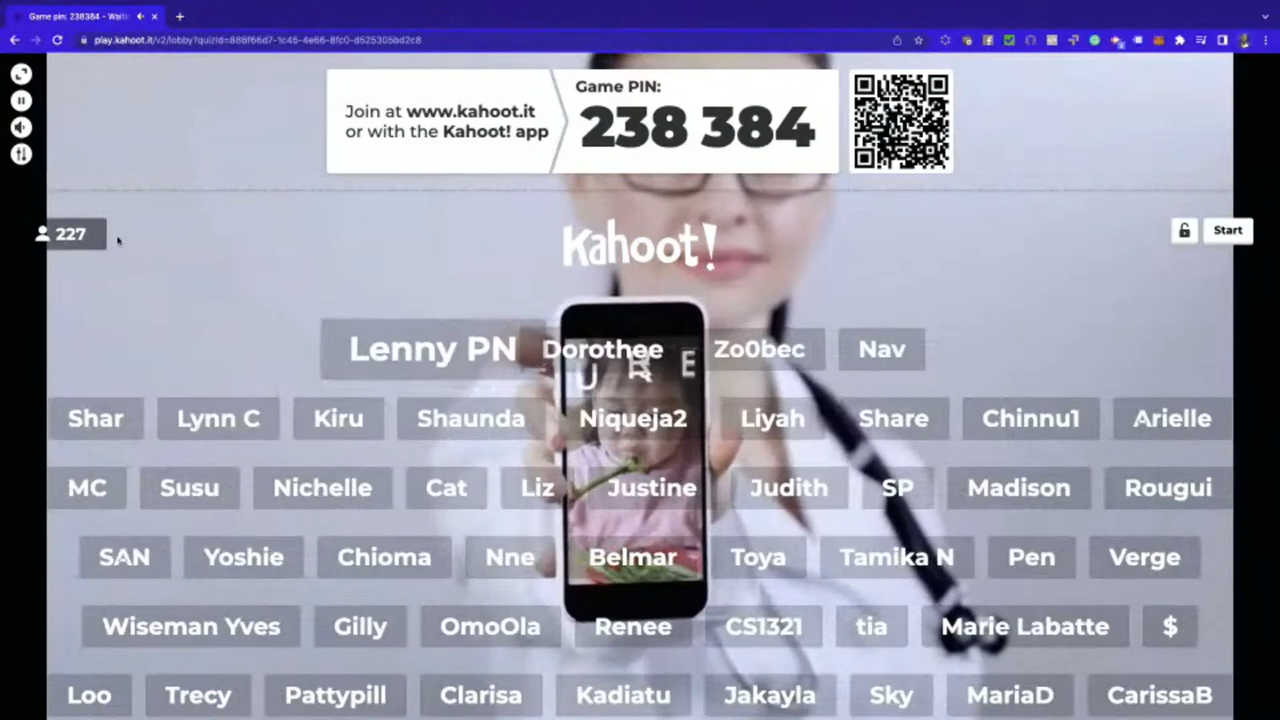 Game pin: 238384 - Waiti
play.kahoot.it/v2/lobby?quizId=886f66d7-1c45-4e66-8fc0-d525305bd2c8
Join at www.kahoot.it
or with the Kahoot! app
Game PIN:
238 384
227
Kahoot!
Start
Lenny PN Dorothee Zo0bec Nav
U R E
Shar Lynn C Kiru Shaunda Niqueja2 Liyah Share Chinnu1 Arielle
MC Susu Nichelle Cat Liz Justine Judith SP Madison Rougui
SAN Yoshie Chioma Nne Belmar Toya Tamika N Pen Verge
Wiseman Yves Gilly OmoOla Renee CS1321 tia Marie Labatte $
Loo Trecy Pattypill Clarisa Kadiatu Jakayla Sky MariaD CarissaB